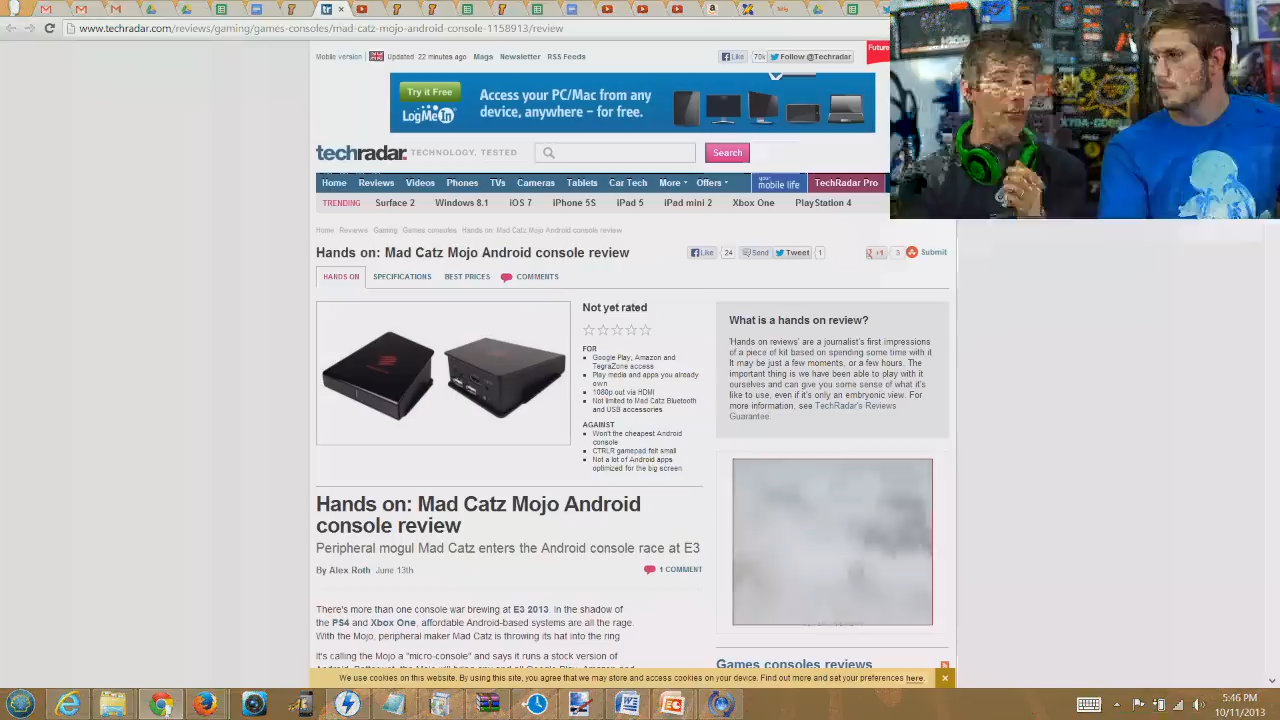 www.techradar.com/reviews/gaming/games-consoles/mad-catz-mojo-android-console-1158913/review
Mobile version
Updated 22 minutes ago Mags Newsletter RSS Feeds
Like 70k Follow @Techradar
Future
Try it Free
LogMeIn
Access your PC/Mac from any
device, anywhere – for free.
techradar. TECHNOLOGY, TESTED
Search
Home Reviews Videos Phones TVs Cameras Tablets Car Tech More Offers your mobile life TechRadar Pro
TRENDING Surface 2 Windows 8.1 iOS 7 iPhone 5S iPad 5 iPad mini 2 Xbox One PlayStation 4
Home Reviews Gaming Games consoles Hands on: Mad Catz Mojo Android console review
Hands on: Mad Catz Mojo Android console review
Like 24 Send Tweet 1 +1 3 Submit
HANDS ON SPECIFICATIONS BEST PRICES COMMENTS
Not yet rated
FOR
Google Play, Amazon and
TegraZone access
Play media and apps you already
own
1080p out via HDMI
Not limited to Mad Catz Bluetooth
and USB accessories
AGAINST
Won't the cheapest Android
console
CTRLR gamepad felt small
Not a lot of Android apps
optimized for the big screen
What is a hands on review?
'Hands on reviews' are a journalist's first impressions
of a piece of kit based on spending some time with it.
It may be just a few moments, or a few hours. The
important thing is we have been able to play with it
ourselves and can give you some sense of what it's
like to use, even if it's only an embryonic view. For
more information, see TechRadar's Reviews
Guarantee.
Hands on: Mad Catz Mojo Android
console review
Peripheral mogul Mad Catz enters the Android console race at E3
By Alex Roth June 13th
1 COMMENT
There's more than one console war brewing at E3 2013. In the shadow of
the PS4 and Xbox One, affordable Android-based systems are all the rage.
With the Mojo, peripheral maker Mad Catz is throwing its hat into the ring
It's calling the Mojo a "micro-console" and says it runs a stock version of
Games consoles reviews
We use cookies on this website. By using this site, you agree that we may store and access cookies on your device. Find out more and set your preferences here.
5:46 PM
10/11/2013